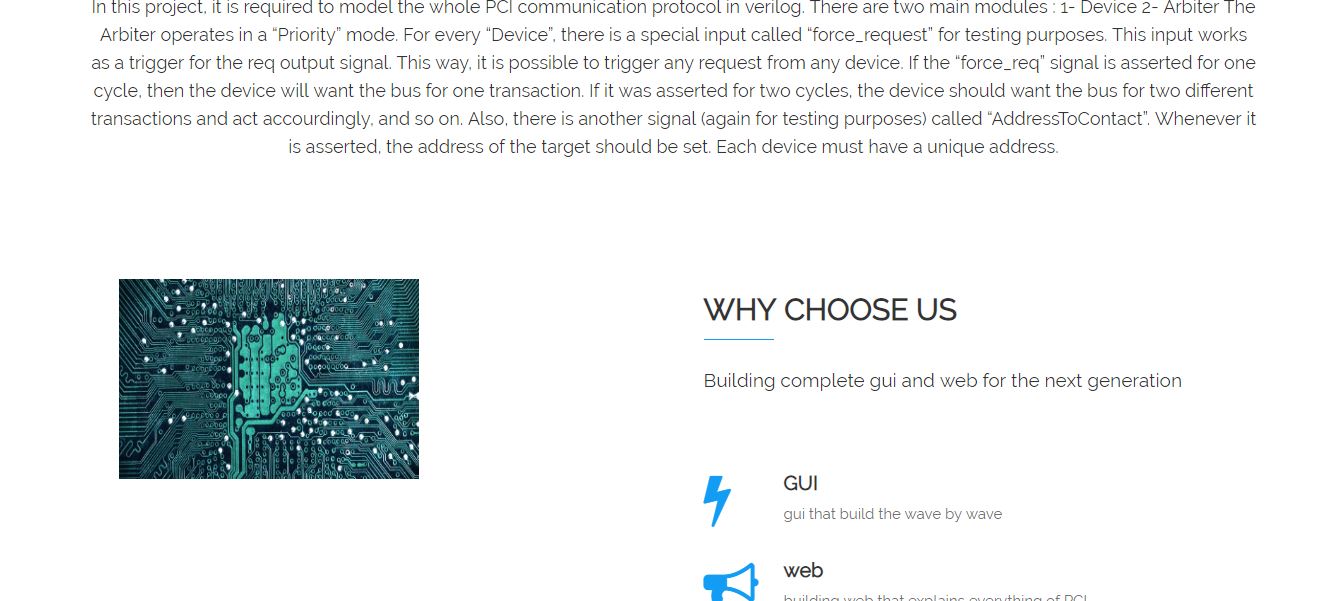 In this project, it is required to model the whole PCI communication protocol in verilog. There are two main modules : 1- Device 2- Arbiter The
Arbiter operates in a “Priority” mode. For every “Device”, there is a special input called “force_request” for testing purposes. This input works
as a trigger for the req output signal. This way, it is possible to trigger any request from any device. If the “force_req” signal is asserted for one
cycle, then the device will want the bus for one transaction. If it was asserted for two cycles, the device should want the bus for two different
transactions and act accourdingly, and so on. Also, there is another signal (again for testing purposes) called “AddressToContact”. Whenever it
is asserted, the address of the target should be set. Each device must have a unique address.
WHY CHOOSE US
Building complete gui and web for the next generation
GUI
gui that build the wave by wave
web
building web that explains everything of PCI